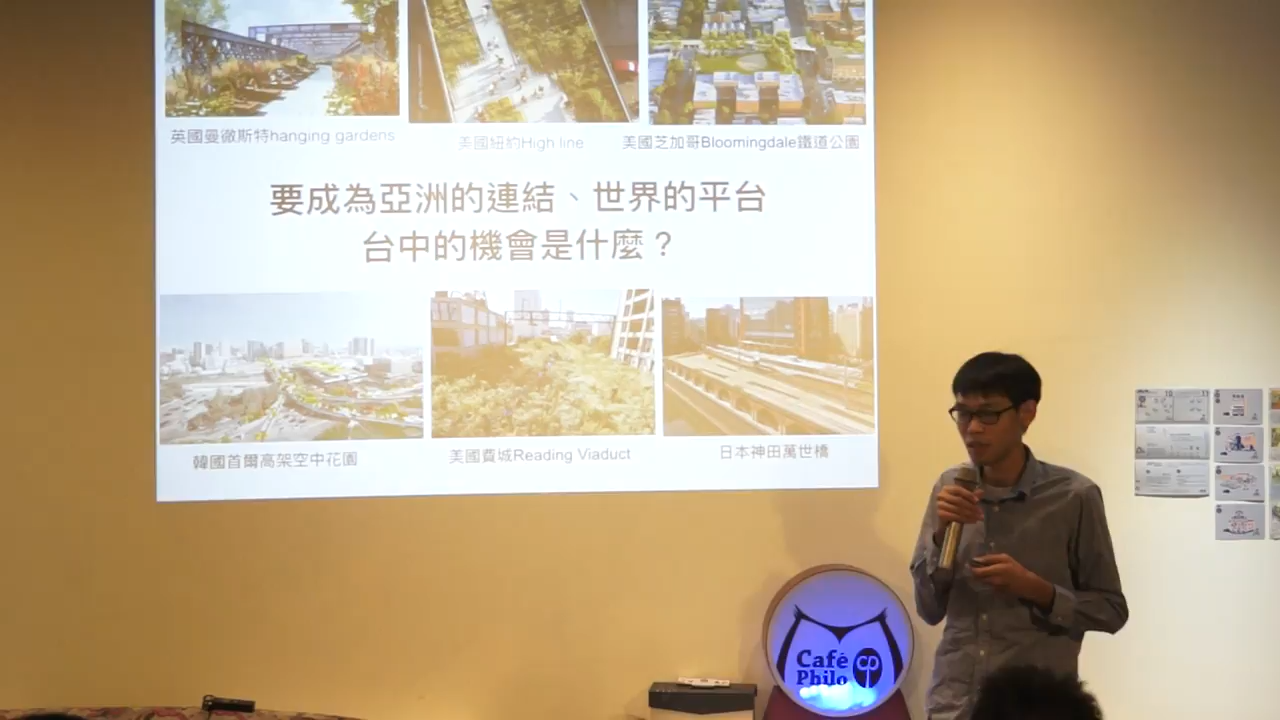 英國曼徹斯特hanging gardens
美國紐約High line
美國芝加哥Bloomingdale鐵道公園
要成為亞洲的連結、世界的平台
台中的機會是什麼？
韓國首爾高架空中花園
美國費城Reading Viaduct
日本神田萬世橋
Café
Philo